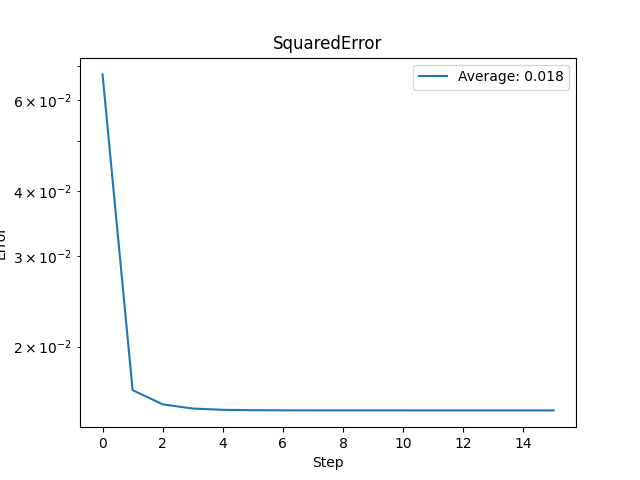 SquaredError
Average: 0.018
6 × 10⁻²
4 × 10⁻²
3 × 10⁻²
2 × 10⁻²
Error
0 2 4 6 8 10 12 14
Step